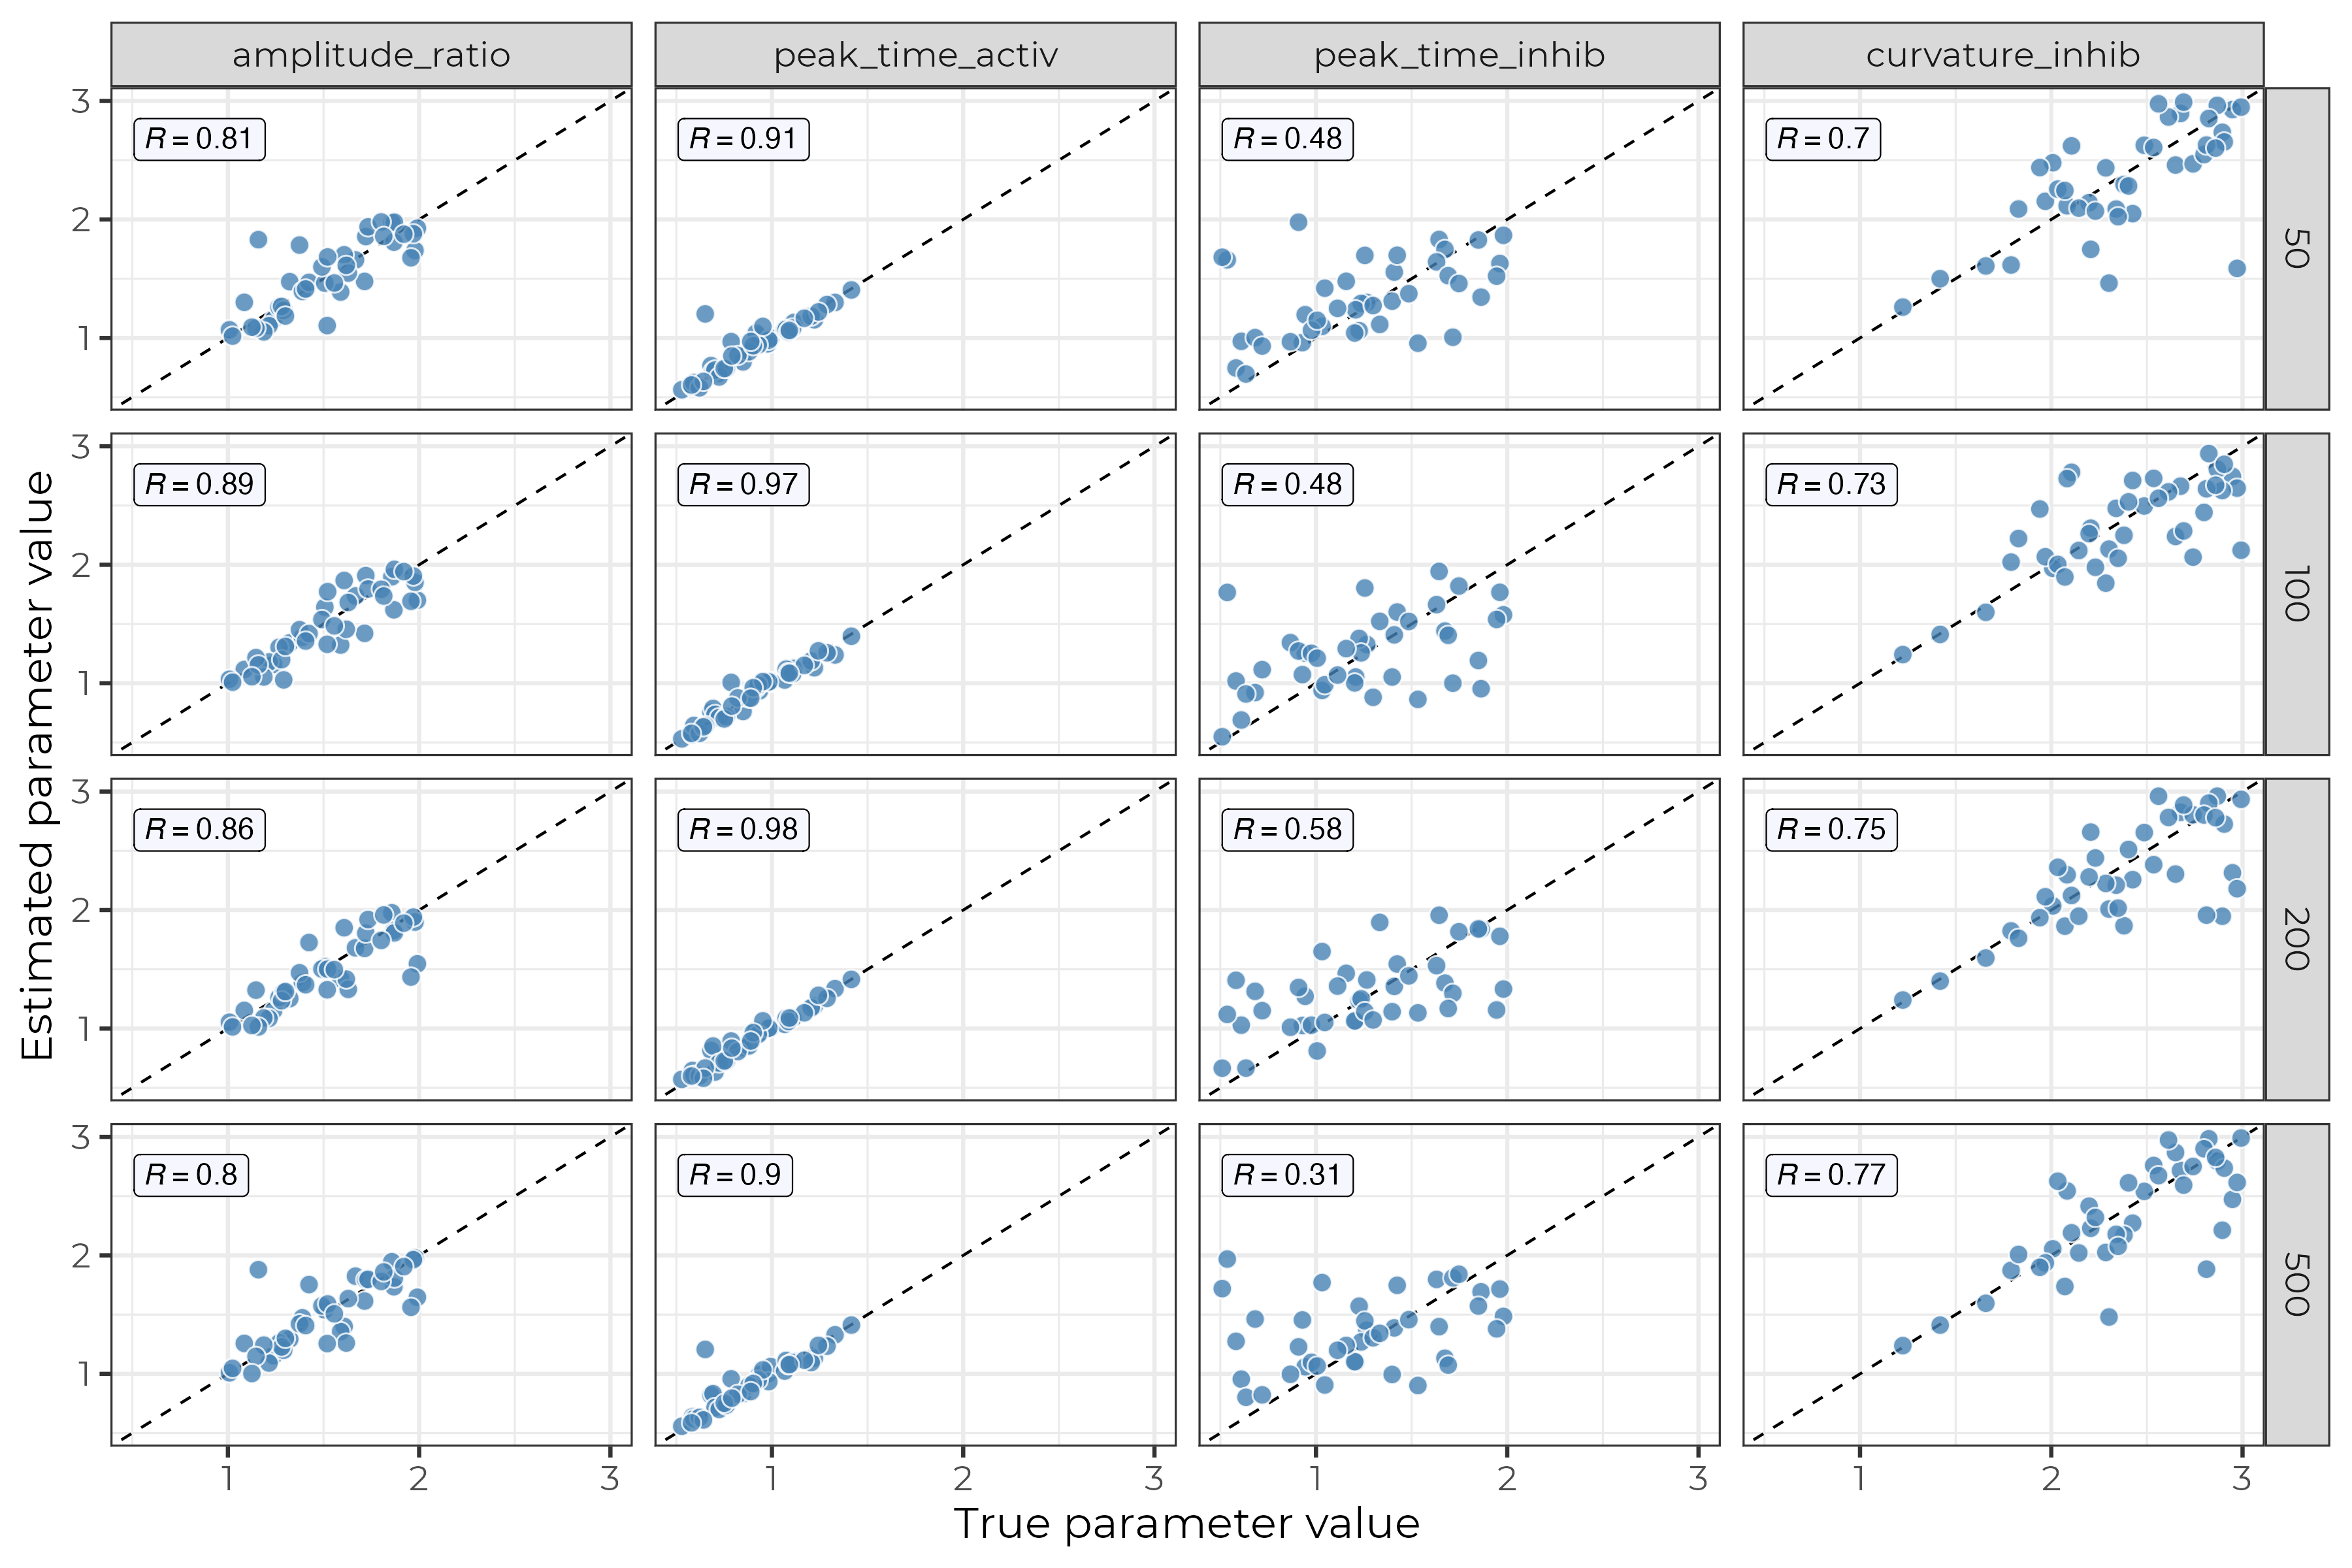 amplitude_ratio peak_time_activ peak_time_inhib curvature_inhib
3
R = 0.81 R = 0.91 R = 0.48 R = 0.7
2
50
1
3
R = 0.89 R = 0.97 R = 0.48 R = 0.73
2
100
1
3
R = 0.86 R = 0.98 R = 0.58 R = 0.75
2
200
1
3
R = 0.8 R = 0.9 R = 0.31 R = 0.77
2
500
1
1 2 3 1 2 3 1 2 3 1 2 3
True parameter value
Estimated parameter value